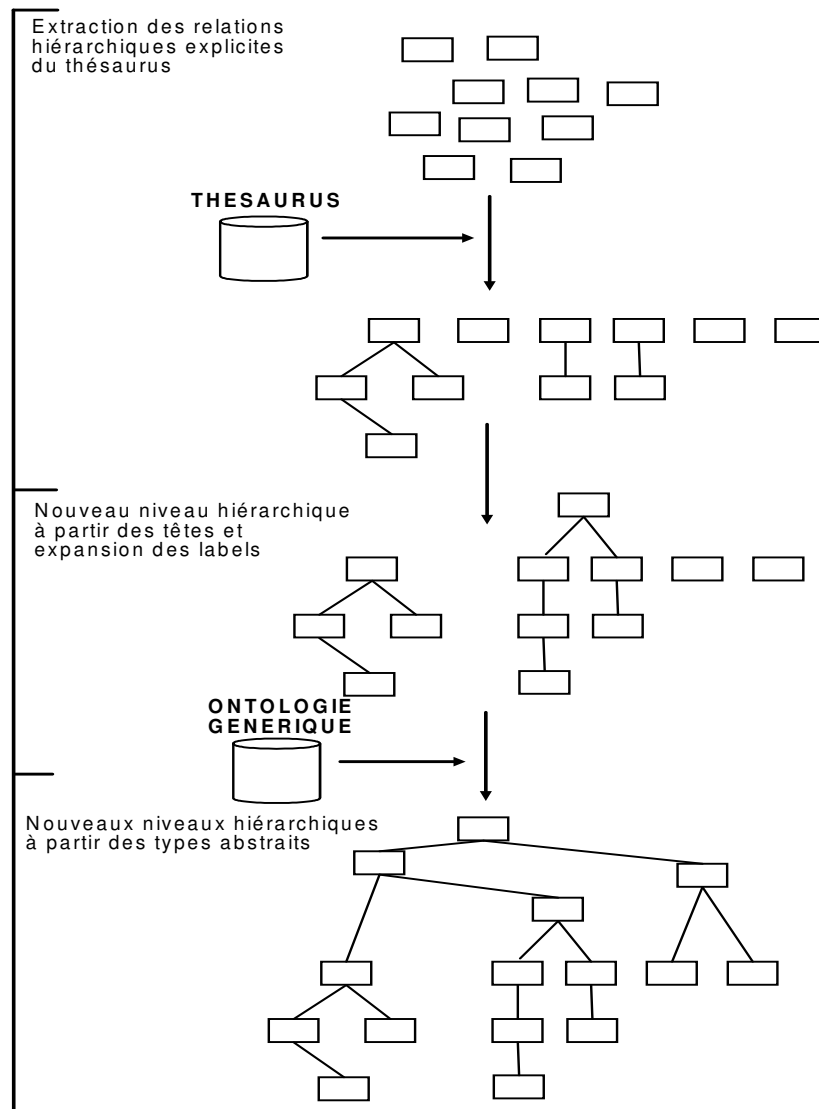 Extraction des relations
hiérarchiques explicites
du thésaurus
THESAURUS
Nouveau niveau hiérarchique
à partir des têtes et
expansion des labels
ONTOLOGIE
GENERIQUE
Nouveaux niveaux hiérarchiques
à partir des types abstraits